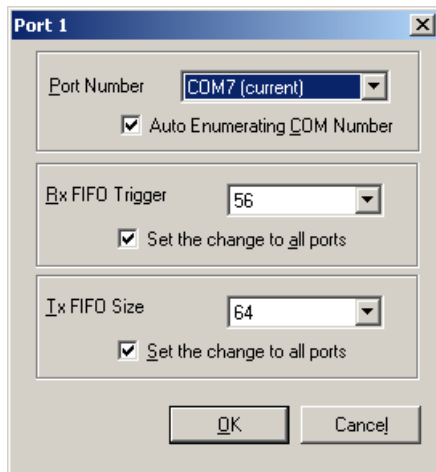 Port 1
Port Number
COM7 (current)
Auto Enumerating COM Number
Rx FIFO Trigger
56
Set the change to all ports
Tx FIFO Size
64
Set the change to all ports
OK
Cancel